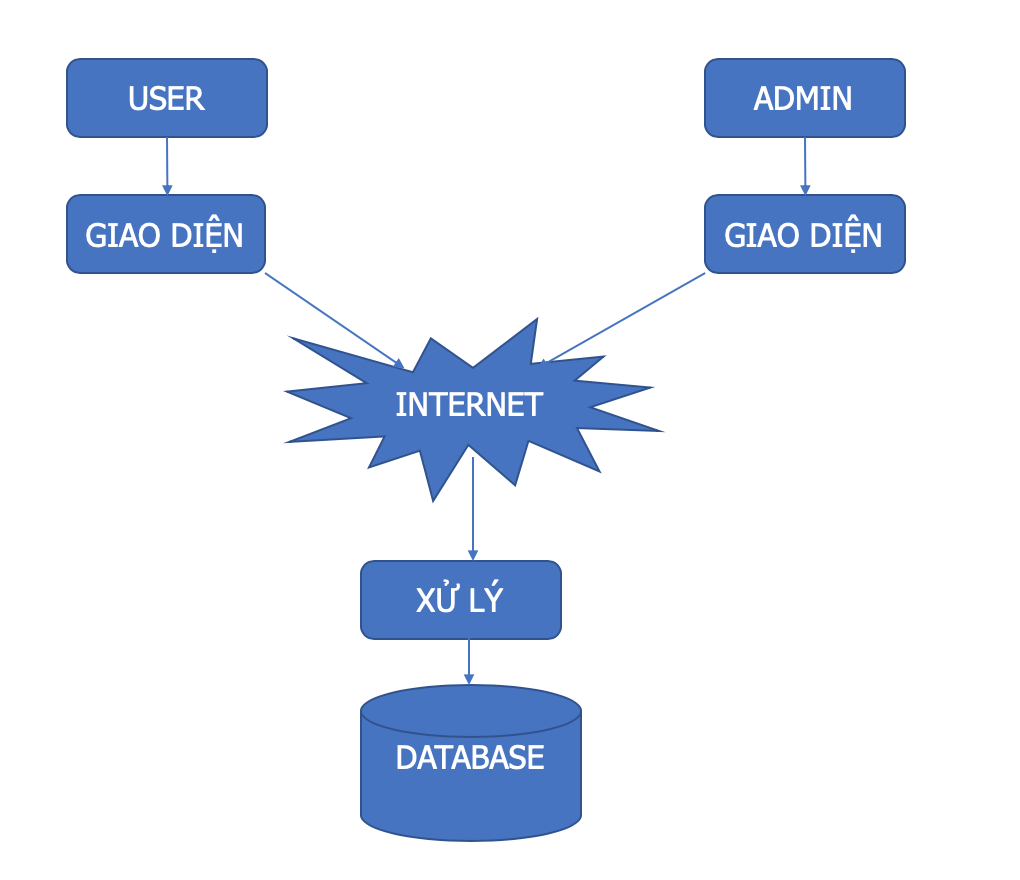 USER
ADMIN
GIAO DIỆN
GIAO DIỆN
INTERNET
XỬ LÝ
DATABASE